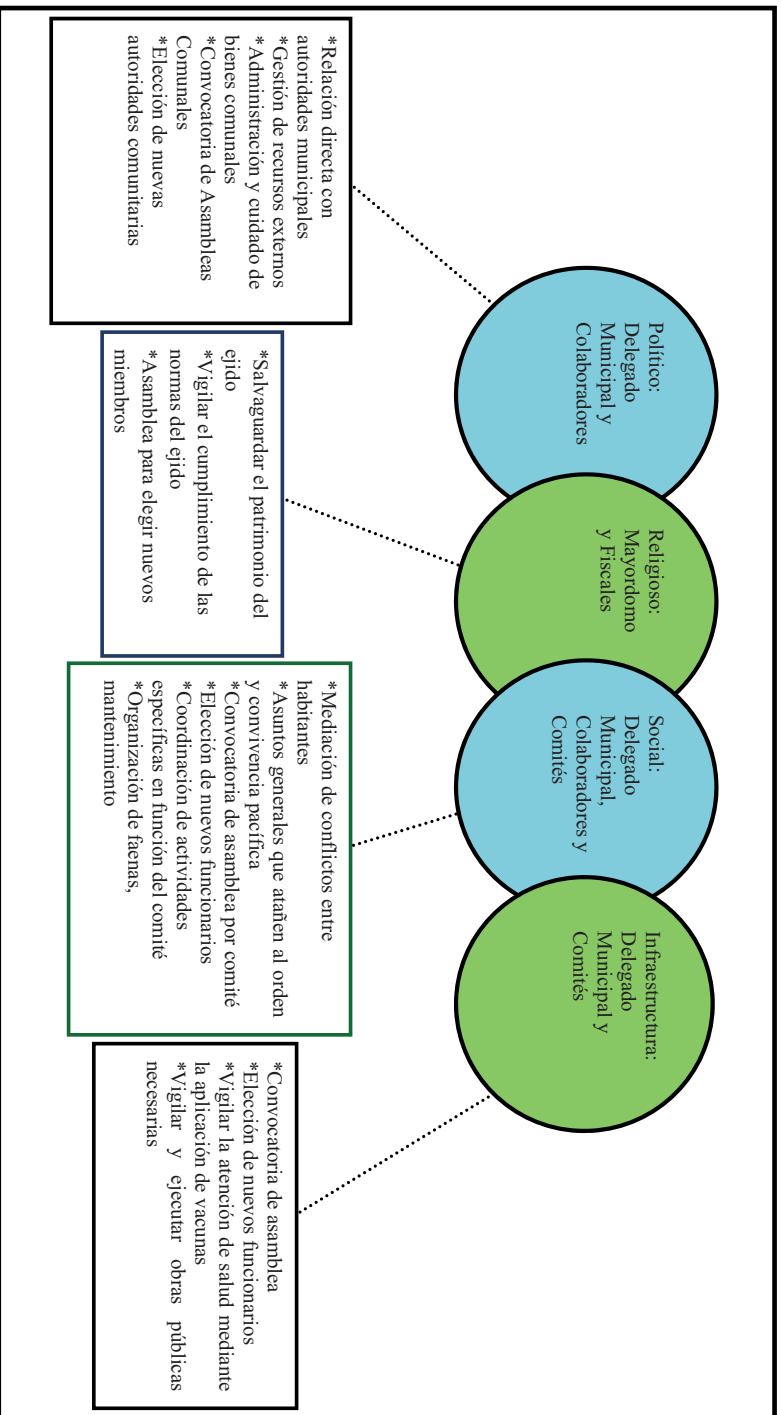 Político:
Delegado
Municipal y
Colaboradores
Religioso:
Mayordomo
y Fiscales
Social:
Delegado
Municipal,
Colaboradores y
Comités
Infraestructura:
Delegado
Municipal y
Comités
*Relación directa con
autoridades municipales
*Gestión de recursos externos
*Administración y cuidado de
bienes comunales
*Convocatoria de Asambleas
Comunales
*Elección de nuevas
autoridades comunitarias
*Salvaguardar el patrimonio del
ejido
*Vigilar el cumplimiento de las
normas del ejido
*Asamblea para elegir nuevos
miembros
*Mediación de conflictos entre
habitantes
*Asuntos generales que atañen al orden
y convivencia pacífica
*Convocatoria de asamblea por comité
*Elección de nuevos funcionarios
*Coordinación de actividades
específicas en función del comité
*Organización de faenas,
mantenimiento
*Convocatoria de asamblea
*Elección de nuevos funcionarios
*Vigilar la atención de salud mediante
la aplicación de vacunas
*Vigilar y ejecutar obras públicas
necesarias